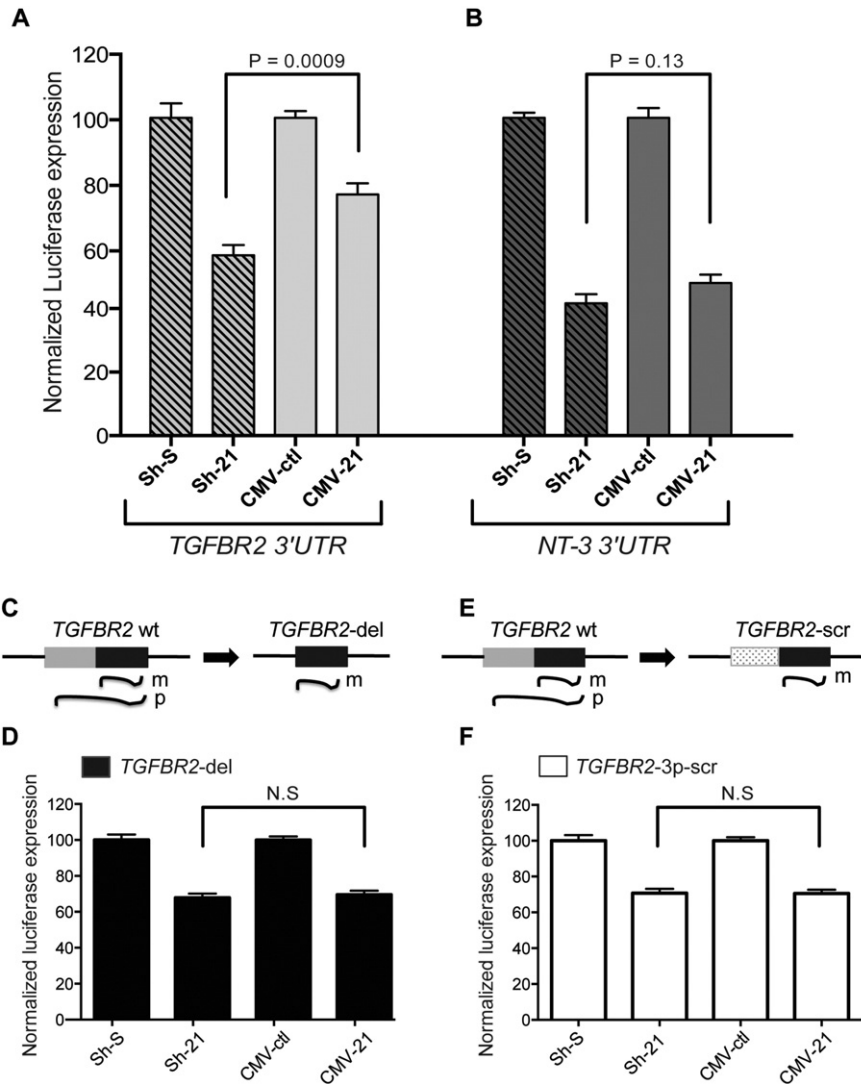 A
B
Normalized Luciferase expression
120
100
80
60
40
20
0
P = 0.0009
P = 0.13
Sh-S
Sh-21
CMV-ctl
CMV-21
Sh-S
Sh-21
CMV-ctl
CMV-21
TGFBR2 3'UTR
NT-3 3'UTR
C
TGFBR2 wt
TGFBR2-del
m
p
m
E
TGFBR2 wt
TGFBR2-scr
m
p
m
D
TGFBR2-del
Normalized luciferase expression
120
100
80
60
40
20
0
N.S
Sh-S
Sh-21
CMV-ctl
CMV-21
F
TGFBR2-3p-scr
Normalized luciferase expression
120
100
80
60
40
20
0
N.S
Sh-S
Sh-21
CMV-ctl
CMV-21